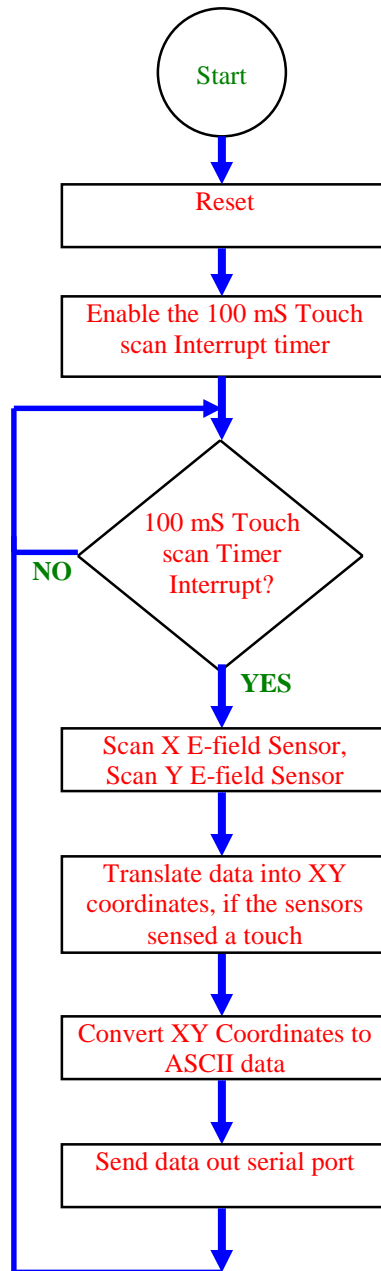 Start
Reset
Enable the 100 mS Touch
scan Interrupt timer
100 mS Touch
scan Timer
Interrupt?
NO
YES
Scan X E-field Sensor,
Scan Y E-field Sensor
Translate data into XY
coordinates, if the sensors
sensed a touch
Convert XY Coordinates to
ASCII data
Send data out serial port